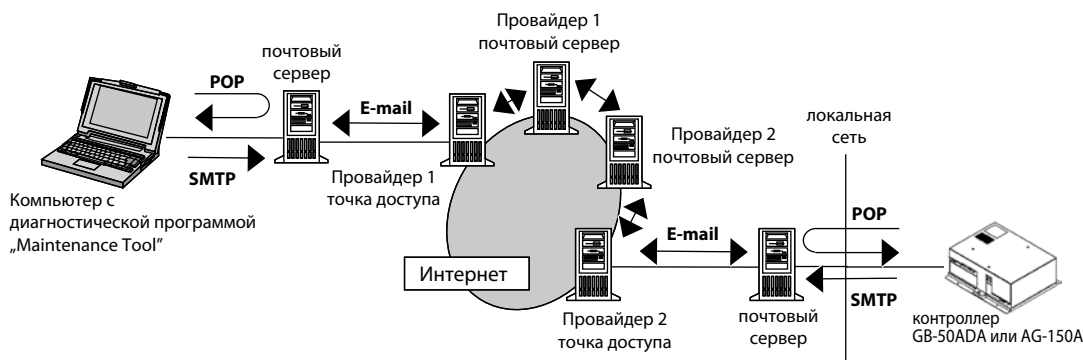 Провайдер 1
почтовый сервер
почтовый
сервер
POP
E-mail
SMTP
Провайдер 1
точка доступа
Компьютер с
диагностической программой
„Maintenance Tool”
Провайдер 2
почтовый сервер
локальная
сеть
Интернет
E-mail
POP
SMTP
Провайдер 2
точка доступа
почтовый
сервер
контроллер
GB-50ADA или AG-150A